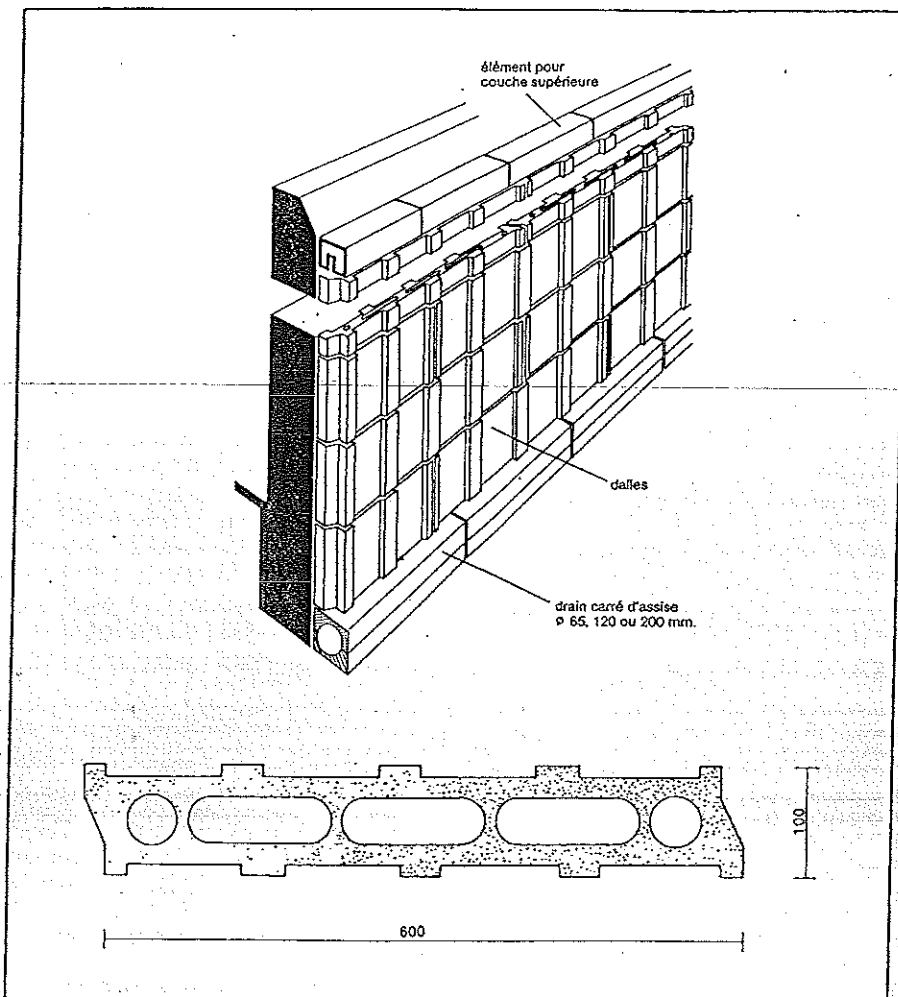 élément pour
couche supérieure
dalles
drain carré d'assise
ø 65, 120 ou 200 mm.
100
600